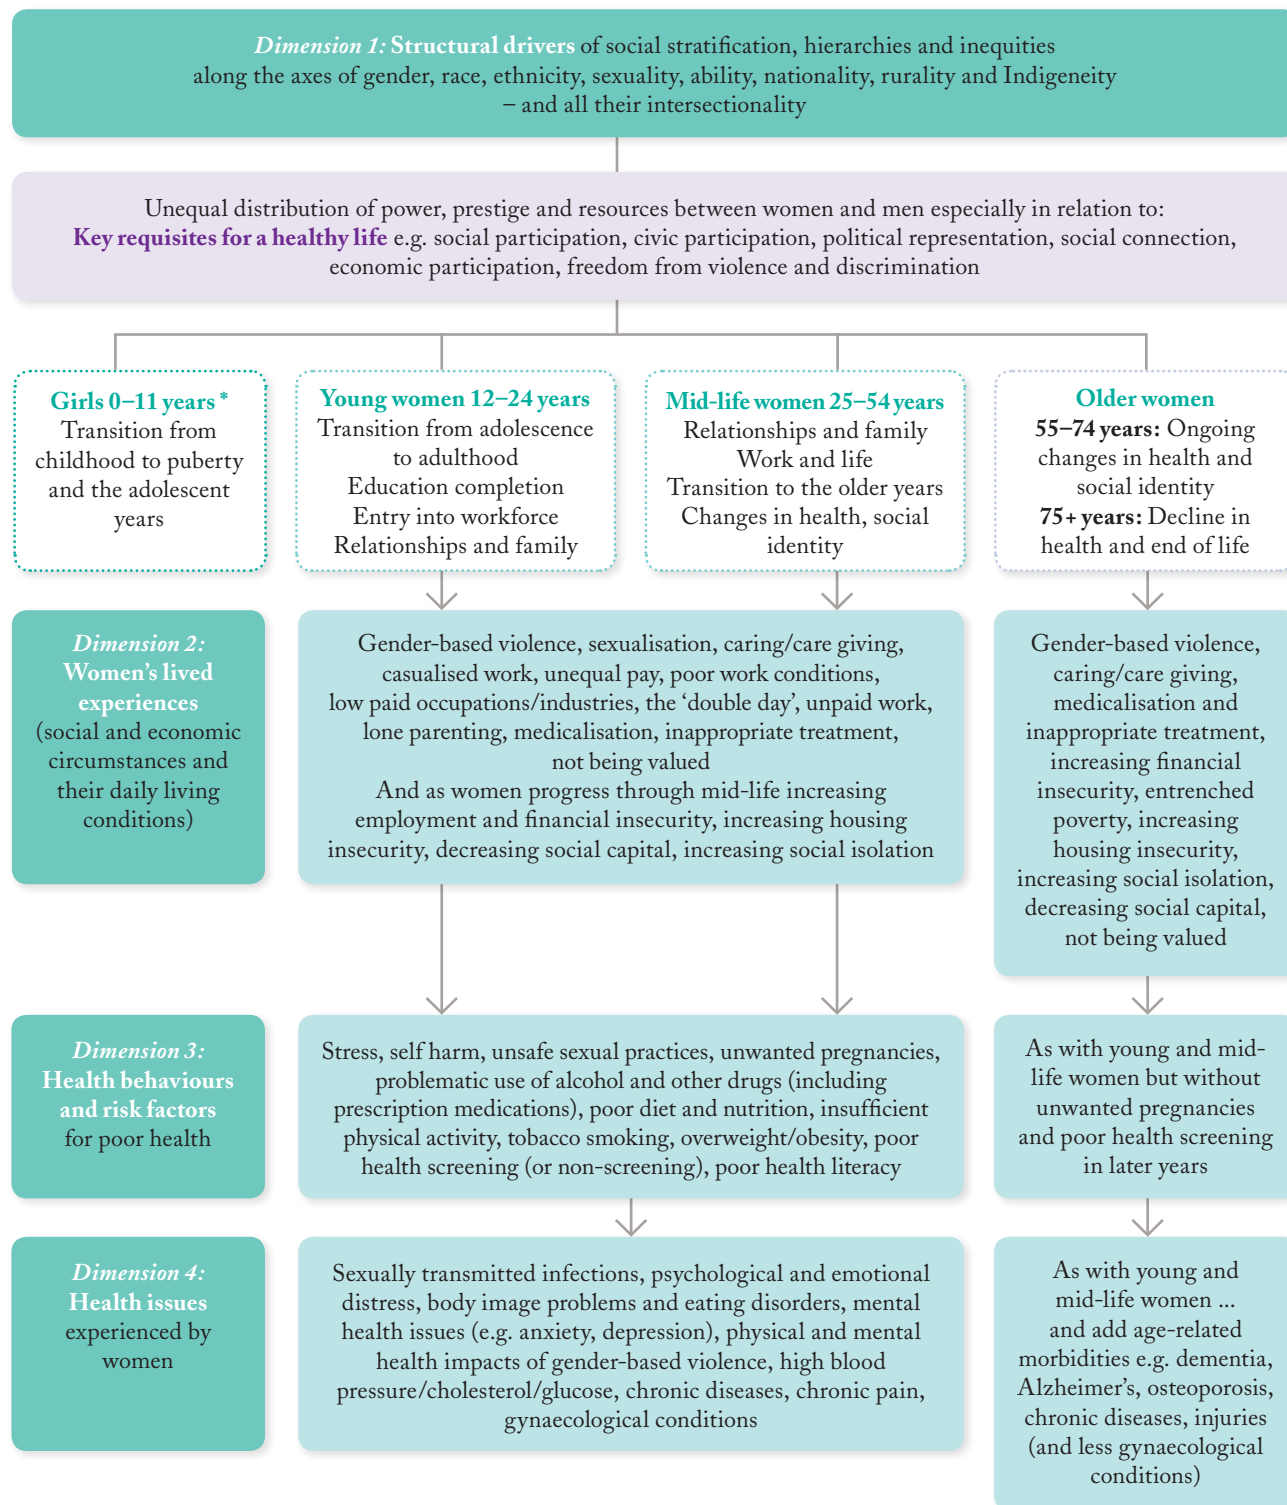 Dimension 1: Structural drivers of social stratification, hierarchies and inequities
along the axes of gender, race, ethnicity, sexuality, ability, nationality, rurality and Indigeneity
– and all their intersectionality
Unequal distribution of power, prestige and resources between women and men especially in relation to:
Key requisites for a healthy life e.g. social participation, civic participation, political representation, social connection,
economic participation, freedom from violence and discrimination
Girls 0–11 years *
Transition from
childhood to puberty
and the adolescent
years
Young women 12–24 years
Transition from adolescence
to adulthood
Education completion
Entry into workforce
Relationships and family
Mid-life women 25–54 years
Relationships and family
Work and life
Transition to the older years
Changes in health, social
identity
Older women
55–74 years: Ongoing
changes in health and
social identity
75+ years: Decline in
health and end of life
Dimension 2:
Women’s lived
experiences
(social and economic
circumstances and
their daily living
conditions)
Gender-based violence, sexualisation, caring/care giving,
casualised work, unequal pay, poor work conditions,
low paid occupations/industries, the ‘double day’, unpaid work,
lone parenting, medicalisation, inappropriate treatment,
not being valued
And as women progress through mid-life increasing
employment and financial insecurity, increasing housing
insecurity, decreasing social capital, increasing social isolation
Gender-based violence,
caring/care giving,
medicalisation and
inappropriate treatment,
increasing financial
insecurity, entrenched
poverty, increasing
housing insecurity,
increasing social isolation,
decreasing social capital,
not being valued
Dimension 3:
Health behaviours
and risk factors
for poor health
Stress, self harm, unsafe sexual practices, unwanted pregnancies,
problematic use of alcohol and other drugs (including
prescription medications), poor diet and nutrition, insufficient
physical activity, tobacco smoking, overweight/obesity, poor
health screening (or non-screening), poor health literacy
As with young and mid-
life women but without
unwanted pregnancies
and poor health screening
in later years
Dimension 4:
Health issues
experienced by
women
Sexually transmitted infections, psychological and emotional
distress, body image problems and eating disorders, mental
health issues (e.g. anxiety, depression), physical and mental
health impacts of gender-based violence, high blood
pressure/cholesterol/glucose, chronic diseases, chronic pain,
gynaecological conditions
As with young and
mid-life women ...
and add age-related
morbidities e.g. dementia,
Alzheimer’s, osteoporosis,
chronic diseases, injuries
(and less gynaecological
conditions)